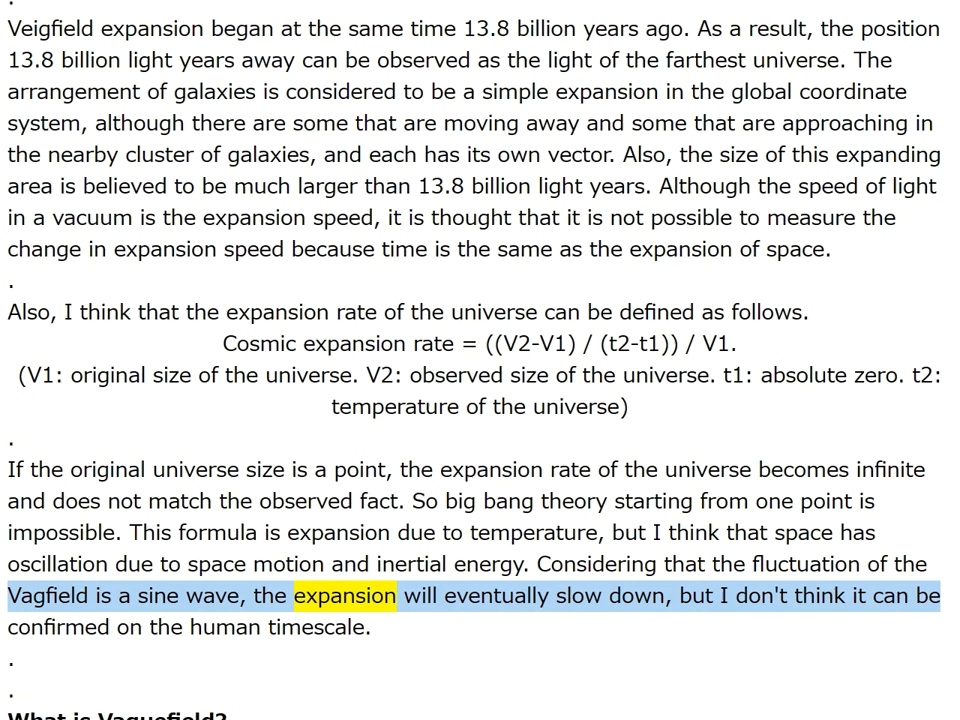 .
Veigfield expansion began at the same time 13.8 billion years ago. As a result, the position
13.8 billion light years away can be observed as the light of the farthest universe. The
arrangement of galaxies is considered to be a simple expansion in the global coordinate
system, although there are some that are moving away and some that are approaching in
the nearby cluster of galaxies, and each has its own vector. Also, the size of this expanding
area is believed to be much larger than 13.8 billion light years. Although the speed of light
in a vacuum is the expansion speed, it is thought that it is not possible to measure the
change in expansion speed because time is the same as the expansion of space.
.
Also, I think that the expansion rate of the universe can be defined as follows.
Cosmic expansion rate = ((V2-V1) / (t2-t1)) / V1.
(V1: original size of the universe. V2: observed size of the universe. t1: absolute zero. t2:
temperature of the universe)
.
If the original universe size is a point, the expansion rate of the universe becomes infinite
and does not match the observed fact. So big bang theory starting from one point is
impossible. This formula is expansion due to temperature, but I think that space has
oscillation due to space motion and inertial energy. Considering that the fluctuation of the
Vagfield is a sine wave, the expansion will eventually slow down, but I don't think it can be
confirmed on the human timescale.
.
.
What is Vaguefield?